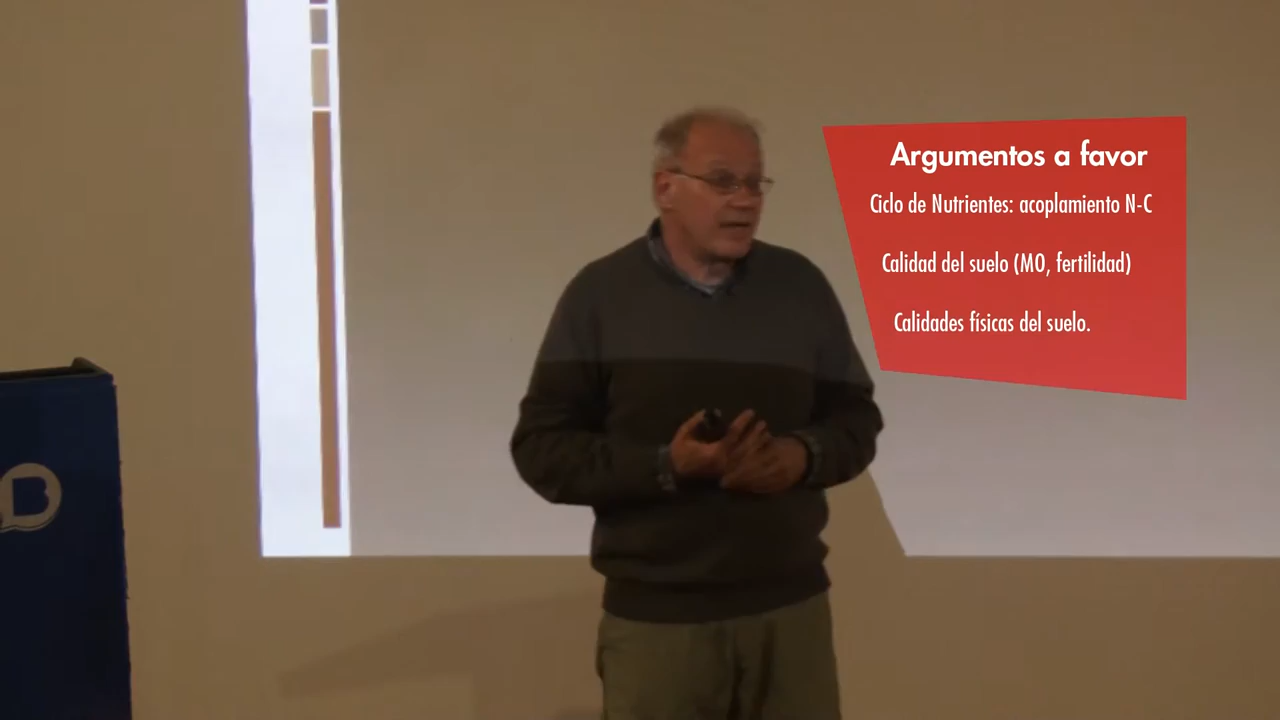 Argumentos a favor
Ciclo de Nutrientes: acoplamiento N-C
Calidad del suelo (MO, fertilidad)
Calidades físicas del suelo.
B